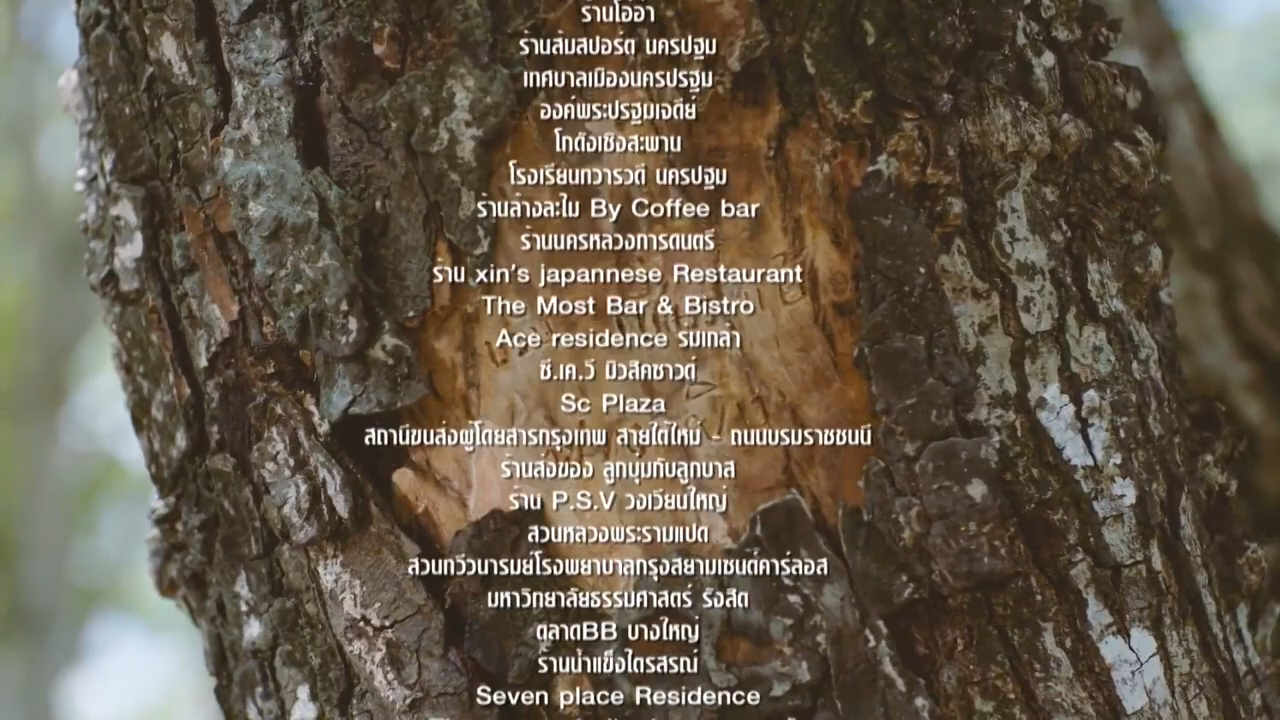 ร้านโออา
ร้านส้มสปอร์ต นครปฐม
เทศบาลเมืองนครปรฐม
องค์พระปรฐมเจดีย์
โกดังเชิงสะพาน
โรงเรียนทวารวดี นครปฐม
ร้านล้างละไม By Coffee bar
ร้านนครหลวงการดนตรี
ร้าน xin's japannese Restaurant
The Most Bar & Bistro
Ace residence ร่มเกล้า
ซี.เค.วี มิวสิคซาวด์
Sc Plaza
สถานีขนส่งผู้โดยสารกรุงเทพ สายใต้ใหม่ - ถนนบรมราชชนนี
ร้านส่งของ ลูกบุมกับลูกบาส
ร้าน P.S.V วงเวียนใหญ่
สวนหลวงพระรามแปด
สวนทวีวนารมย์โรงพยาบาลกรุงสยามเซนต์คาร์ลอส
มหาวิทยาลัยธรรมศาสตร์ รังสิต
ตลาดBB บางใหญ่
ร้านน้ำแข็งไตรสรณ์
Seven place Residence